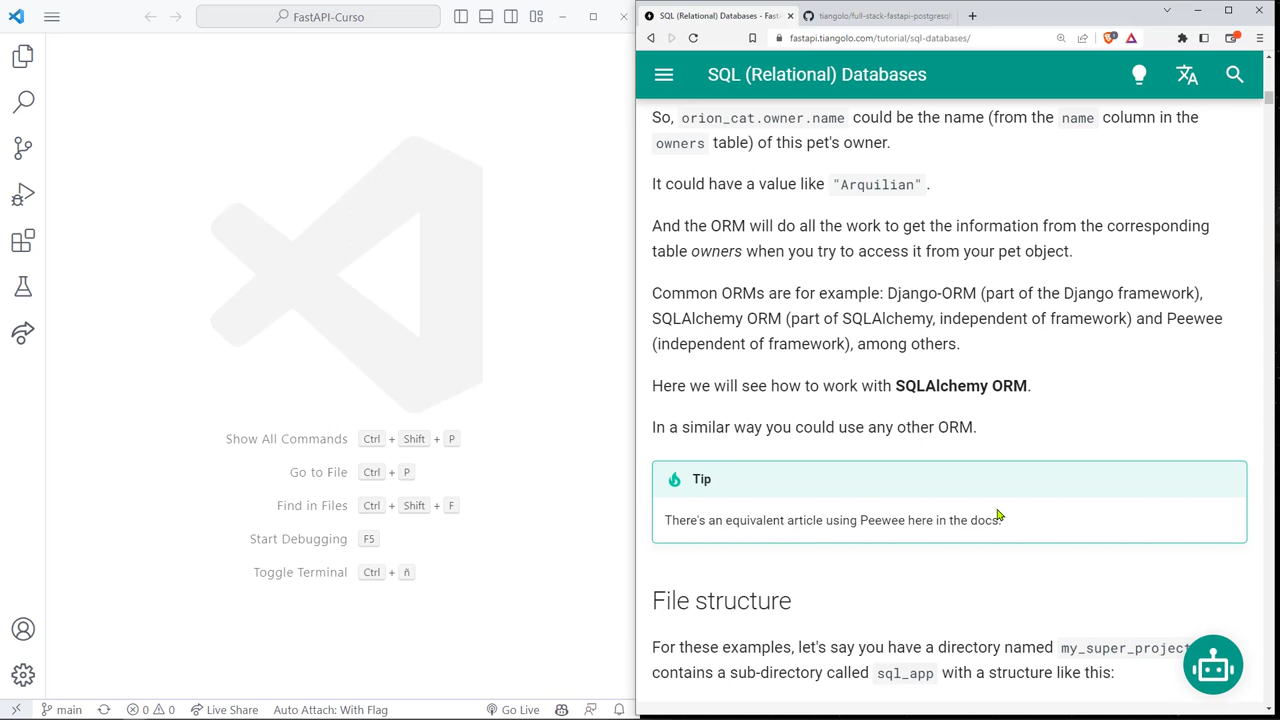 FastAPI-Curso
Show All Commands Ctrl + Shift + P
Go to File Ctrl + P
Find in Files Ctrl + Shift + F
Start Debugging F5
Toggle Terminal Ctrl + ñ
main 0 0 Live Share Auto Attach: With Flag Go Live
SQL (Relational) Databases - Fast
tiangolo/full-stack-fastapi-postgresql
fastapi.tiangolo.com/tutorial/sql-databases/
SQL (Relational) Databases
So, orion_cat.owner.name could be the name (from the name column in the
owners table) of this pet's owner.
It could have a value like "Arquilian".
And the ORM will do all the work to get the information from the corresponding
table owners when you try to access it from your pet object.
Common ORMs are for example: Django-ORM (part of the Django framework),
SQLAlchemy ORM (part of SQLAlchemy, independent of framework) and Peewee
(independent of framework), among others.
Here we will see how to work with SQLAlchemy ORM.
In a similar way you could use any other ORM.
Tip
There's an equivalent article using Peewee here in the docs.
File structure
For these examples, let's say you have a directory named my_super_project
contains a sub-directory called sql_app with a structure like this: